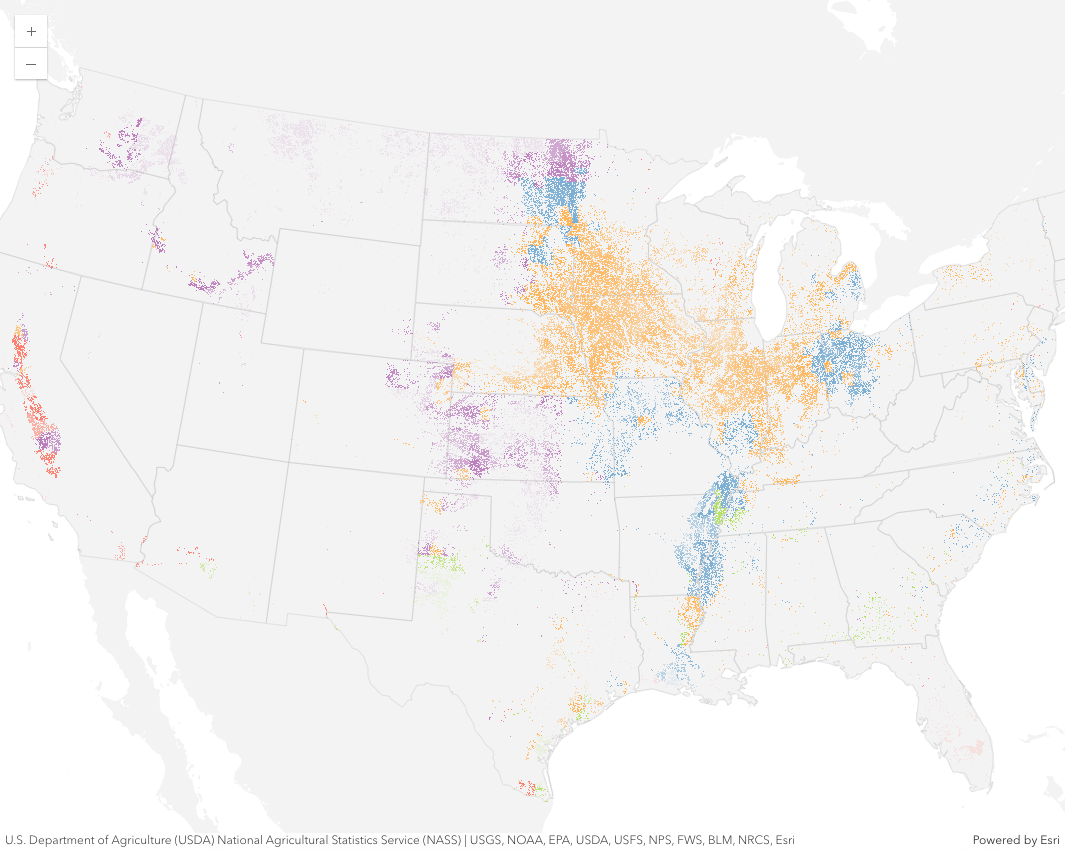 +
−
U.S. Department of Agriculture (USDA) National Agricultural Statistics Service (NASS) | USGS, NOAA, EPA, USDA, USFS, NPS, FWS, BLM, NRCS, Esri
Powered by Esri